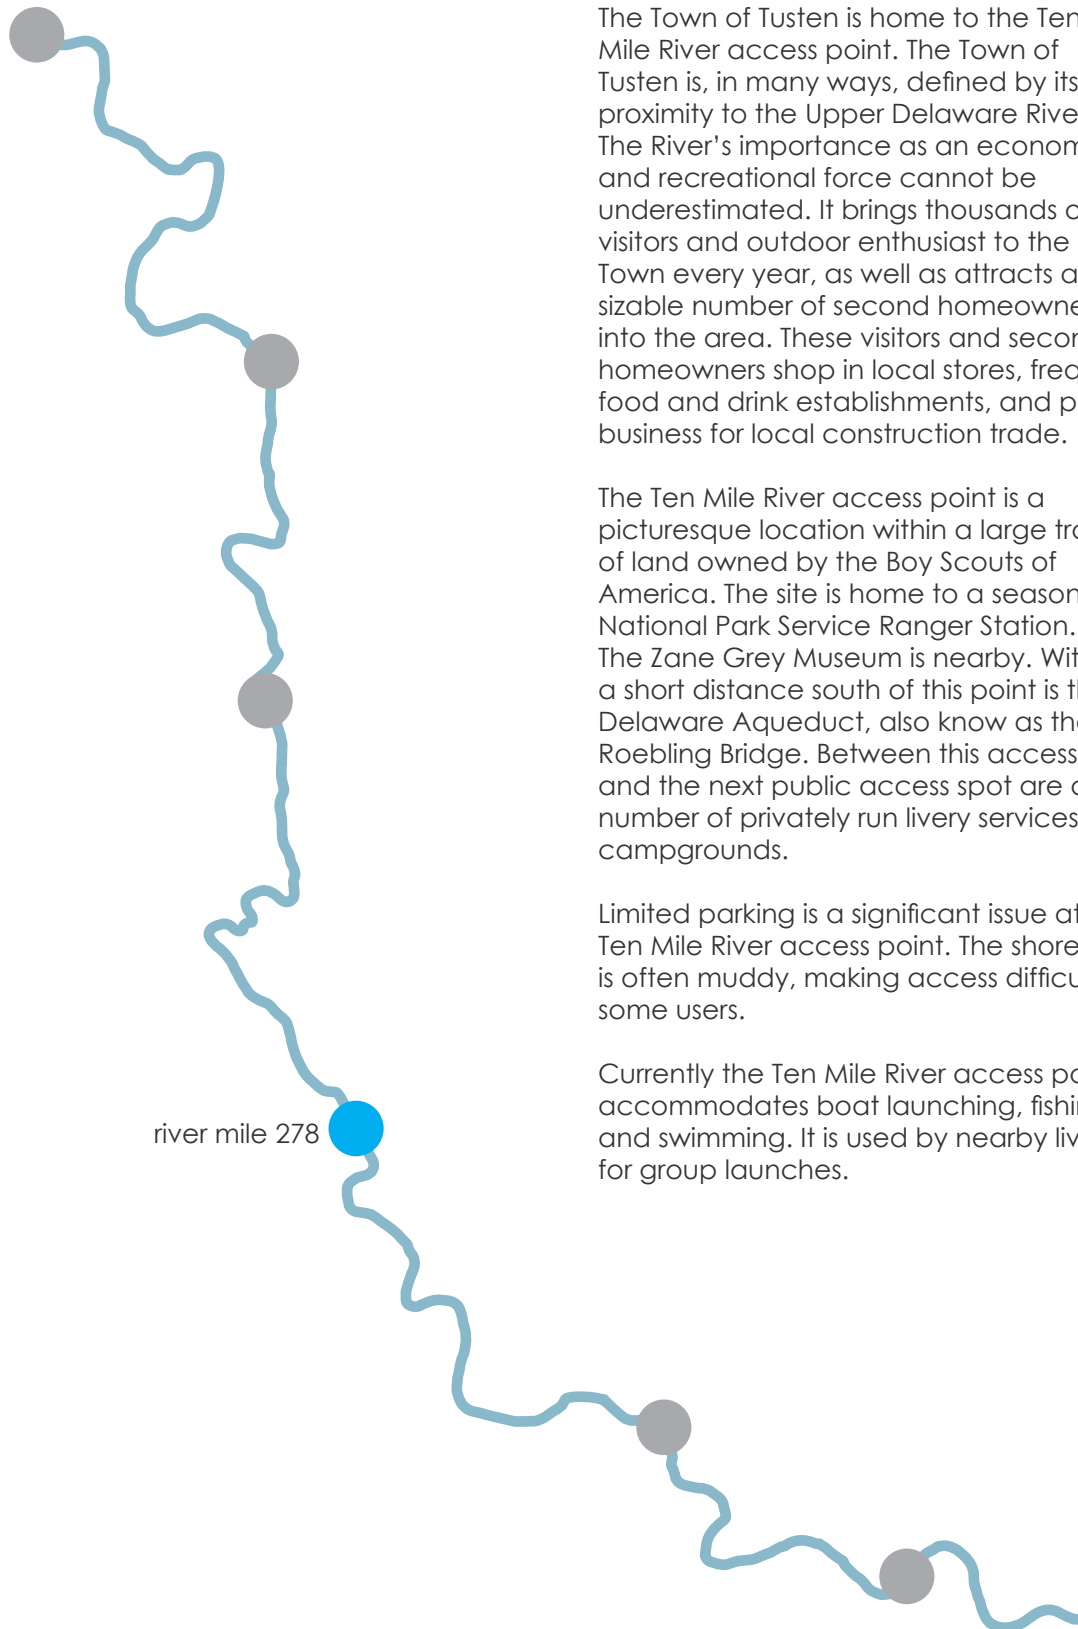 The Town of Tusten is home to the Ten
Mile River access point. The Town of
Tusten is, in many ways, defined by its
proximity to the Upper Delaware Rive
The River’s importance as an econom
and recreational force cannot be
underestimated. It brings thousands o
visitors and outdoor enthusiast to the
Town every year, as well as attracts a
sizable number of second homeowne
into the area. These visitors and secon
homeowners shop in local stores, freq
food and drink establishments, and p
business for local construction trade.
The Ten Mile River access point is a
picturesque location within a large tra
of land owned by the Boy Scouts of
America. The site is home to a season
National Park Service Ranger Station.
The Zane Grey Museum is nearby. Wit
a short distance south of this point is th
Delaware Aqueduct, also know as the
Roebling Bridge. Between this access
and the next public access spot are a
number of privately run livery services
campgrounds.
Limited parking is a significant issue at
Ten Mile River access point. The shore
is often muddy, making access difficu
some users.
Currently the Ten Mile River access po
accommodates boat launching, fishin
and swimming. It is used by nearby liv
for group launches.
river mile 278